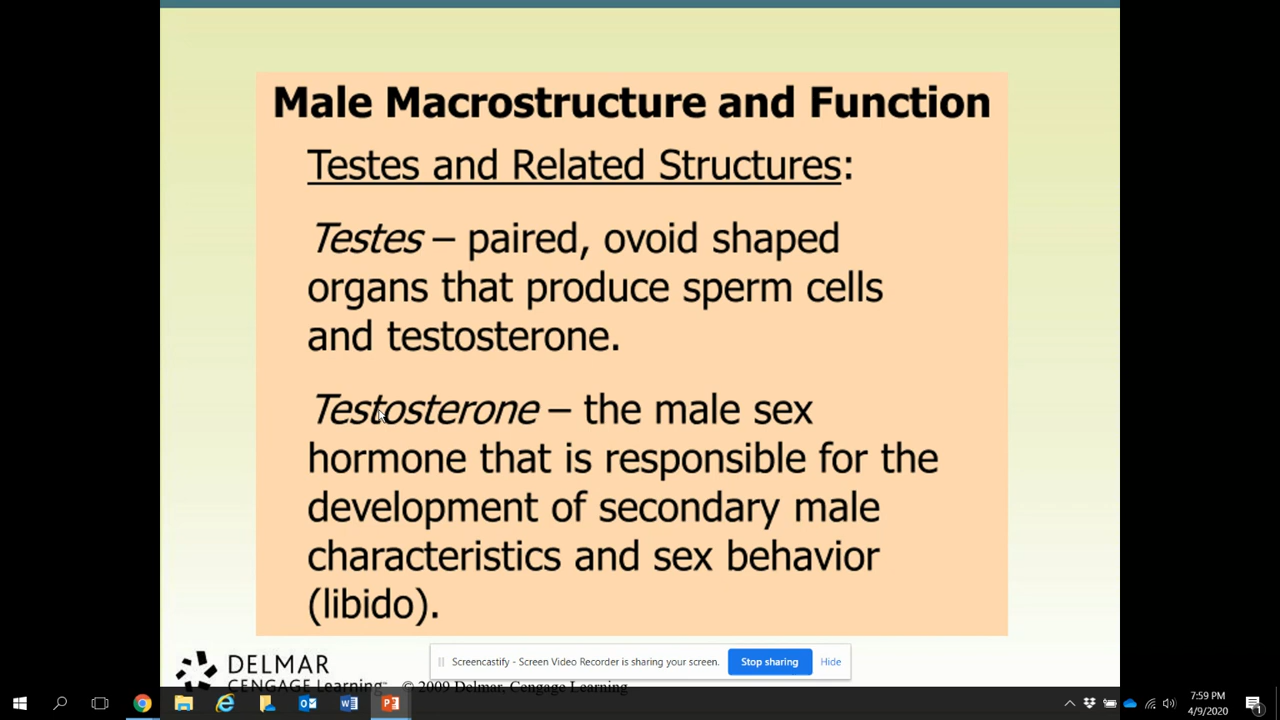 Male Macrostructure and Function
Testes and Related Structures:
Testes – paired, ovoid shaped
organs that produce sperm cells
and testosterone.
Testosterone – the male sex
hormone that is responsible for the
development of secondary male
characteristics and sex behavior
(libido).
DELMAR
CENGAGE Learning™
© 2009 Delmar, Cengage Learning
Screencastify - Screen Video Recorder is sharing your screen.
Stop sharing
Hide
7:59 PM
4/9/2020
1